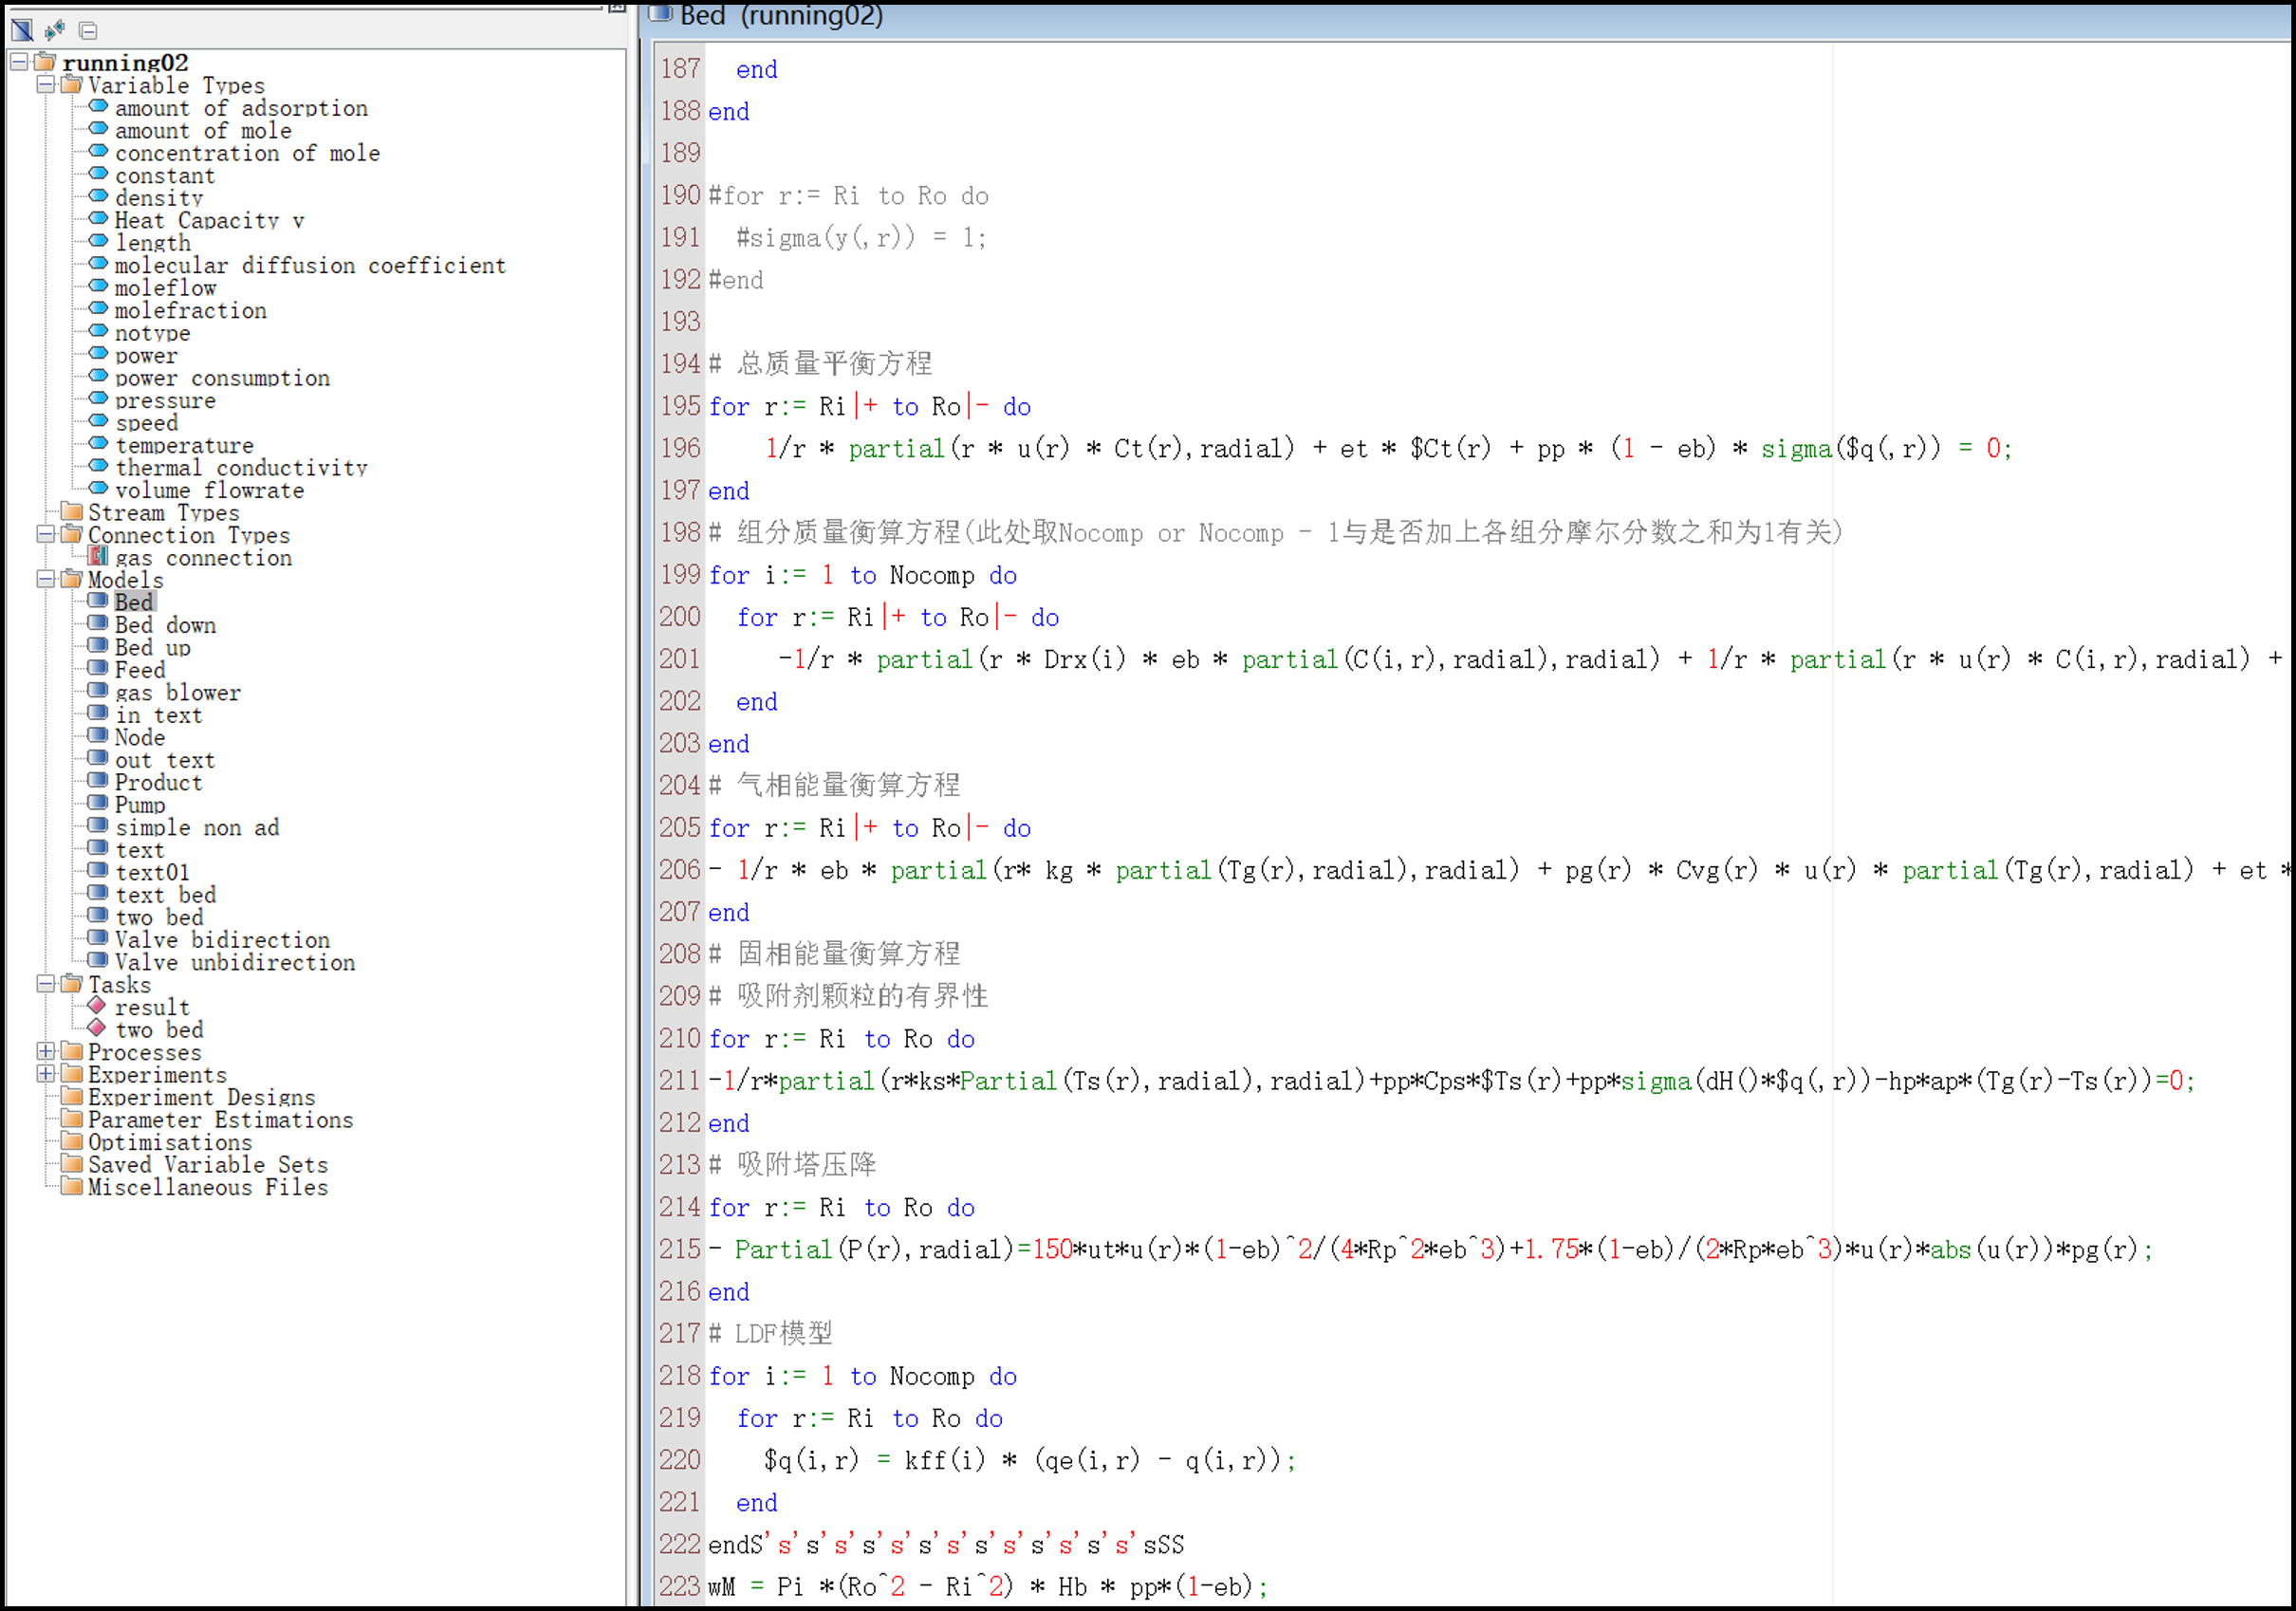 running02
Variable Types
amount of adsorption
amount of mole
concentration of mole
constant
density
Heat Capacity v
length
molecular diffusion coefficient
moleflow
molefraction
notype
power
power consumption
pressure
speed
temperature
thermal conductivity
volume flowrate
Stream Types
Connection Types
gas connection
Models
Bed
Bed down
Bed up
Feed
gas blower
in text
Node
out text
Product
Pump
simple non ad
text
text01
text bed
two bed
Valve bidirection
Valve unbidirection
Tasks
result
two bed
Processes
Experiments
Experiment Designs
Parameter Estimations
Optimisations
Saved Variable Sets
Miscellaneous Files
Bed (running02)
187 end
188 end
189
190 #for r:= Ri to Ro do
191 #sigma(y(,r)) = 1;
192 #end
193
194 # 总质量平衡方程
195 for r:= Ri|+ to Ro|- do
196 1/r * partial(r * u(r) * Ct(r),radial) + et * $Ct(r) + pp * (1 - eb) * sigma($q(,r)) = 0;
197 end
198 # 组分质量衡算方程(此处取Nocomp or Nocomp - 1与是否加上各组分摩尔分数之和为1有关)
199 for i:= 1 to Nocomp do
200 for r:= Ri|+ to Ro|- do
201 -1/r * partial(r * Drx(i) * eb * partial(C(i,r),radial),radial) + 1/r * partial(r * u(r) * C(i,r),radial) +
202 end
203 end
204 # 气相能量衡算方程
205 for r:= Ri|+ to Ro|- do
206 - 1/r * eb * partial(r* kg * partial(Tg(r),radial),radial) + pg(r) * Cvg(r) * u(r) * partial(Tg(r),radial) + et *
207 end
208 # 固相能量衡算方程
209 # 吸附剂颗粒的有界性
210 for r:= Ri to Ro do
211 -1/r*partial(r*ks*Partial(Ts(r),radial),radial)+pp*Cps*$Ts(r)+pp*sigma(dH()*$q(,r))-hp*ap*(Tg(r)-Ts(r))=0;
212 end
213 # 吸附塔压降
214 for r:= Ri to Ro do
215 - Partial(P(r),radial)=150*ut*u(r)*(1-eb)^2/(4*Rp^2*eb^3)+1.75*(1-eb)/(2*Rp*eb^3)*u(r)*abs(u(r))*pg(r);
216 end
217 # LDF模型
218 for i:= 1 to Nocomp do
219 for r:= Ri to Ro do
220 $q(i,r) = kff(i) * (qe(i,r) - q(i,r));
221 end
222 endS's's's's's's's's's's's's's'sSS
223 wM = Pi *(Ro^2 - Ri^2) * Hb * pp*(1-eb);